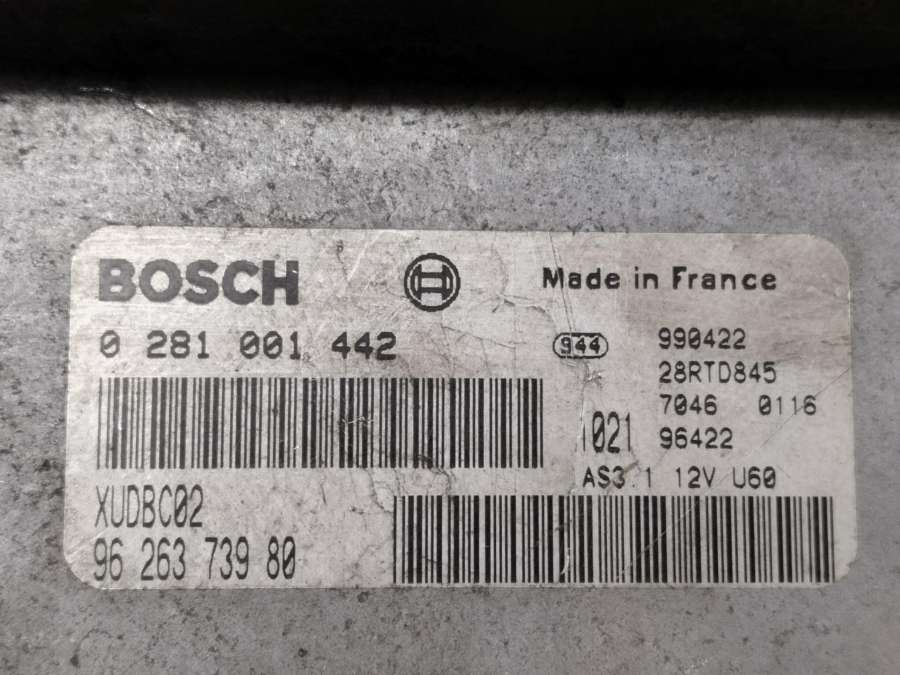 BOSCH
Made in France
0 281 001 442
944
990422
28RTD845
7046 0116
1021
96422
AS3.1 12V U60
XUDBC02
96 263 739 80